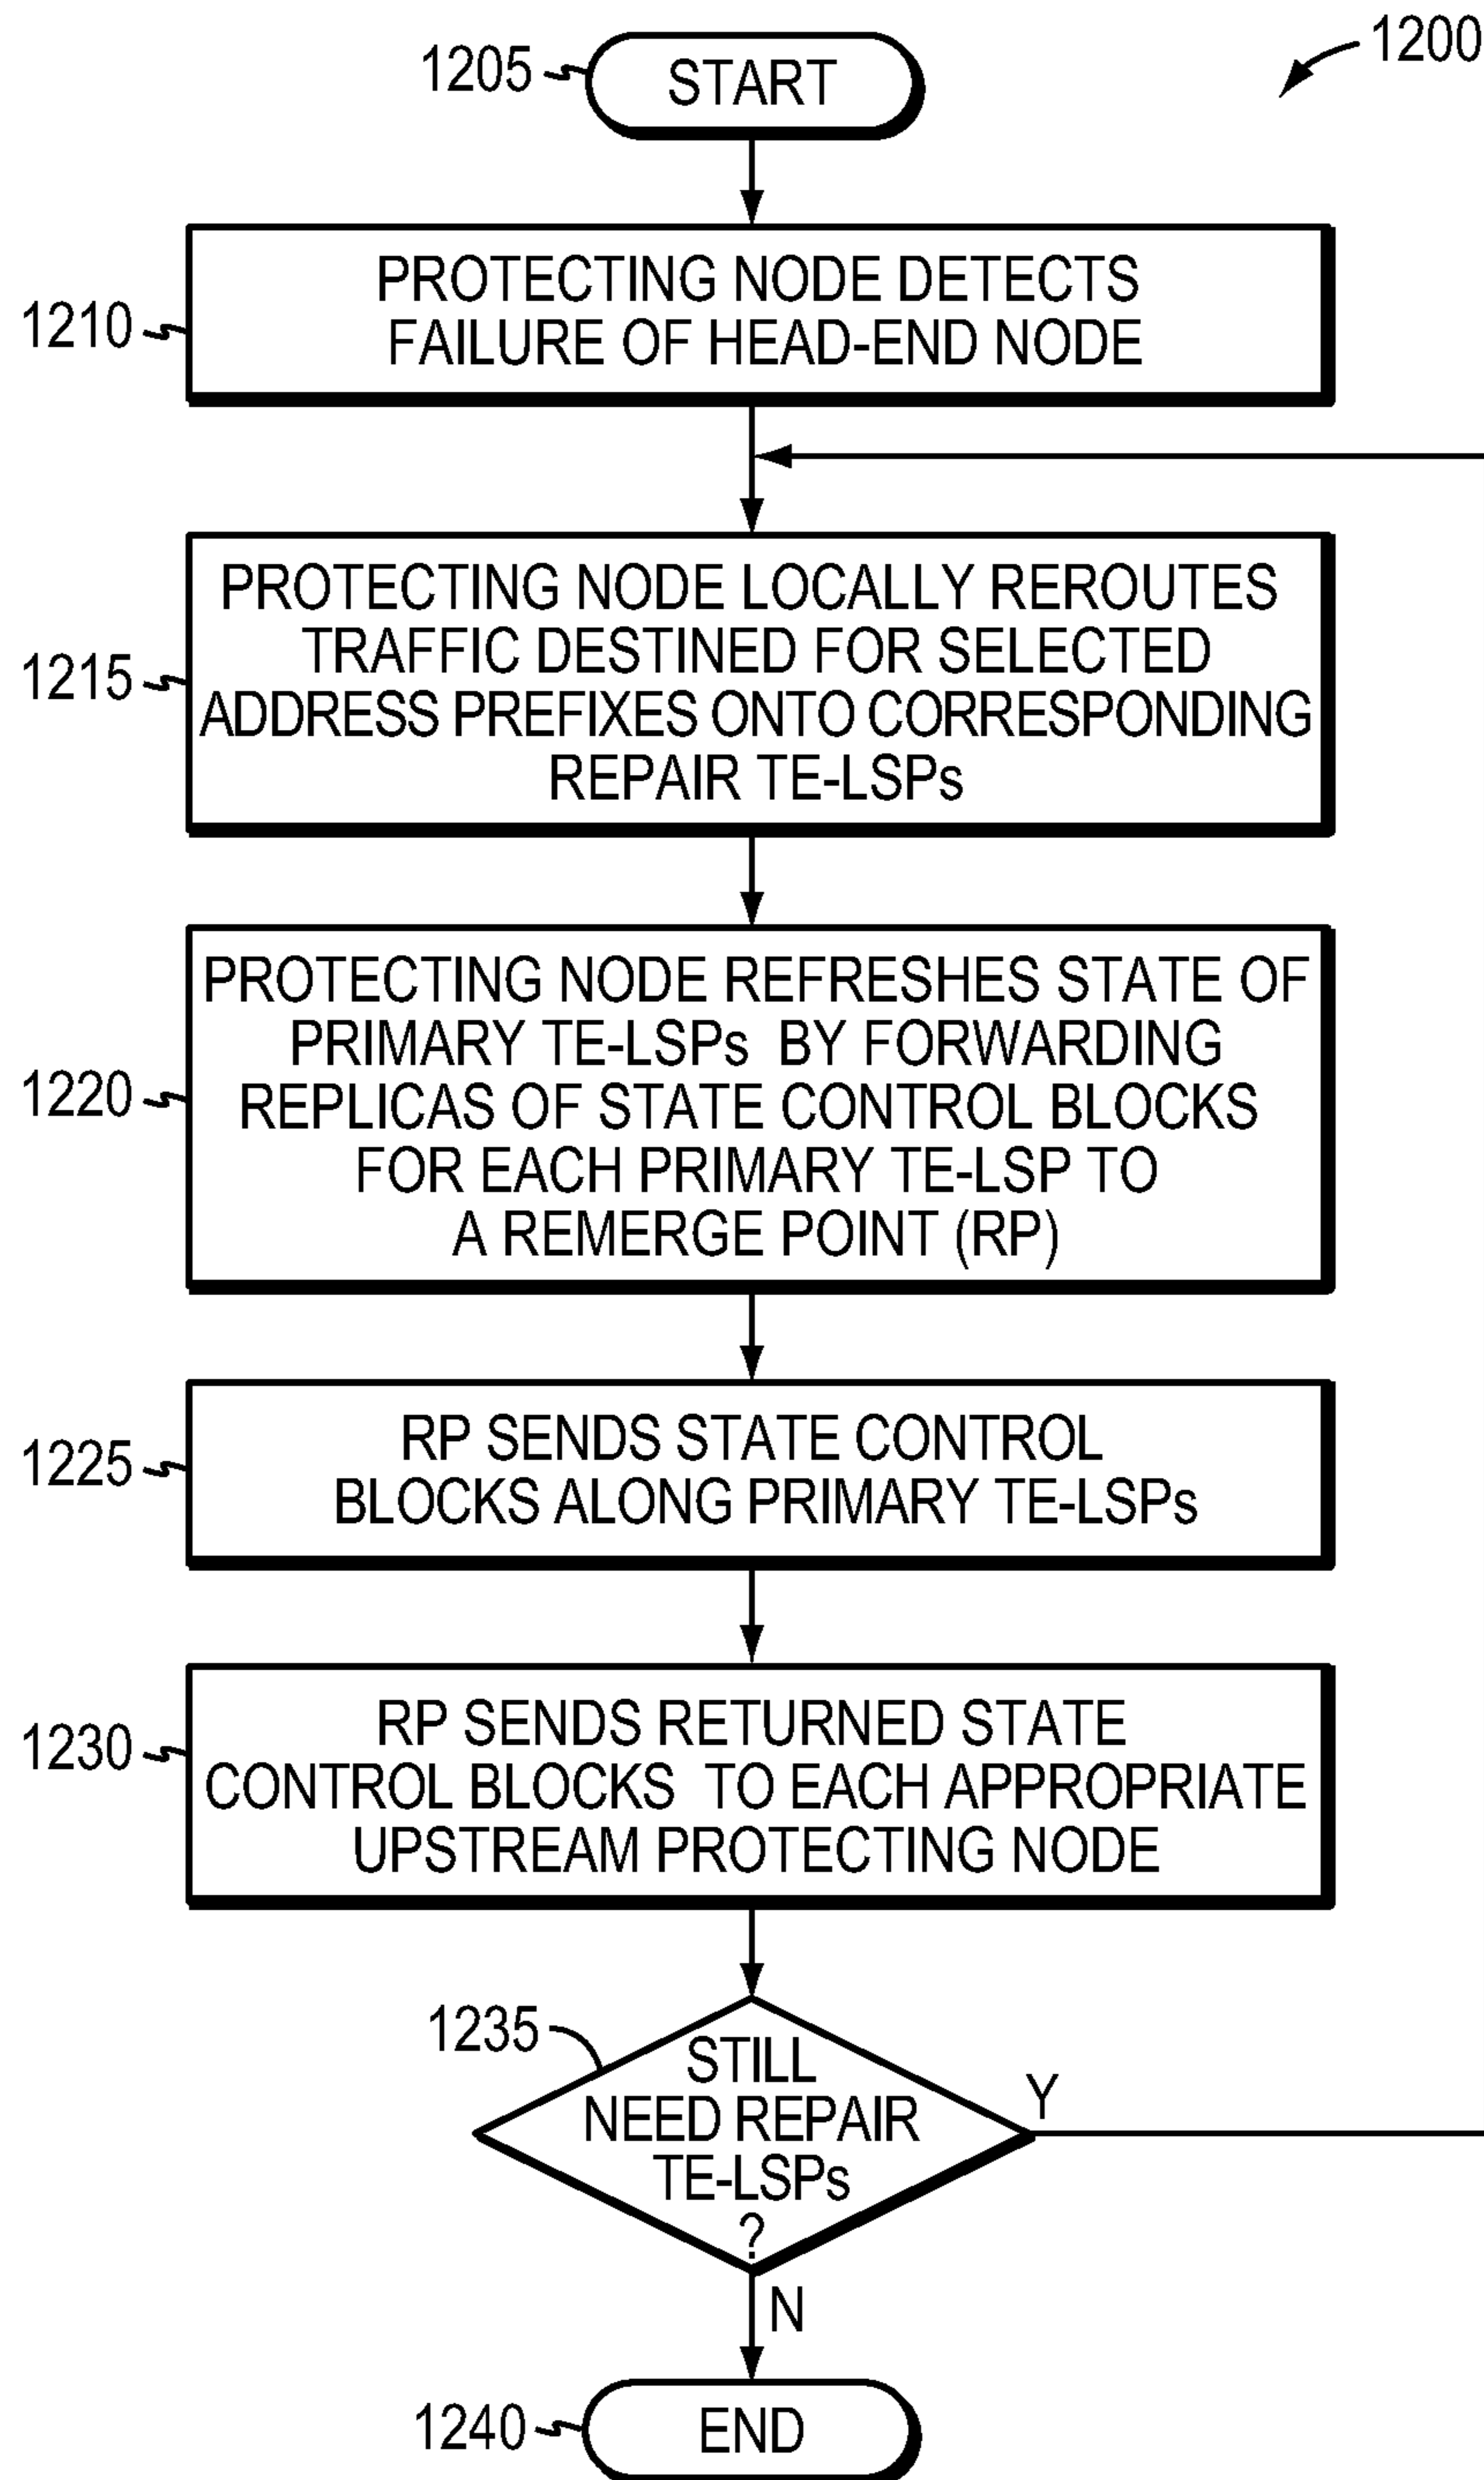 1200
1205
START
1210
PROTECTING NODE DETECTS
FAILURE OF HEAD-END NODE
1215
PROTECTING NODE LOCALLY REROUTES
TRAFFIC DESTINED FOR SELECTED
ADDRESS PREFIXES ONTO CORRESPONDING
REPAIR TE-LSPs
1220
PROTECTING NODE REFRESHES STATE OF
PRIMARY TE-LSPs BY FORWARDING
REPLICAS OF STATE CONTROL BLOCKS
FOR EACH PRIMARY TE-LSP TO
A REMERGE POINT (RP)
1225
RP SENDS STATE CONTROL
BLOCKS ALONG PRIMARY TE-LSPs
1230
RP SENDS RETURNED STATE
CONTROL BLOCKS TO EACH APPROPRIATE
UPSTREAM PROTECTING NODE
1235
STILL
NEED REPAIR
TE-LSPs
?
Y
N
1240
END